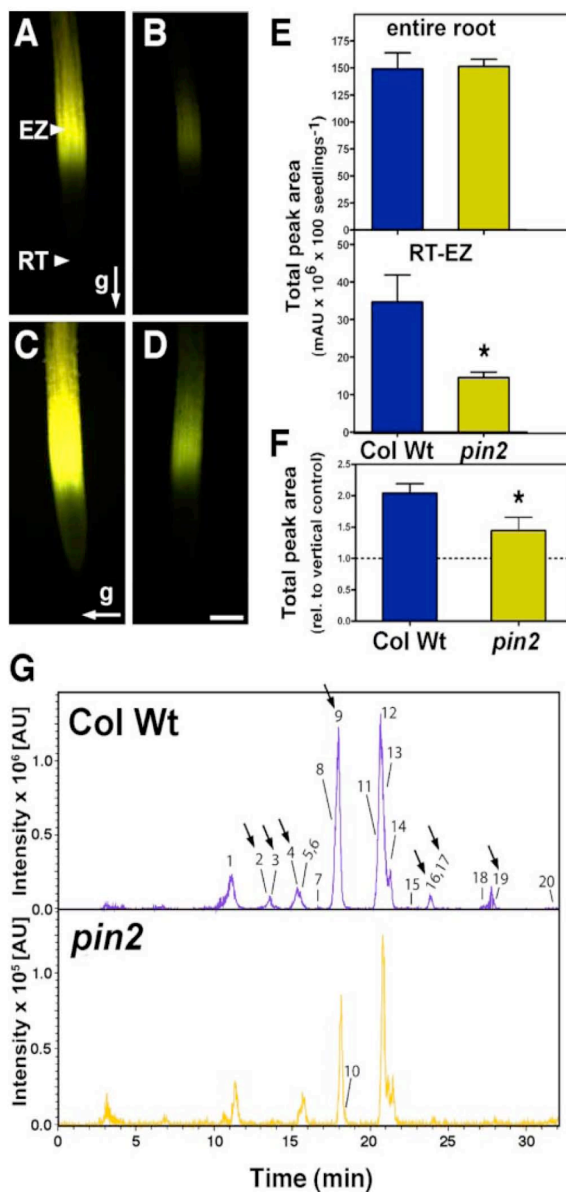 A
B
EZ
RT
g
C
D
g
E
entire root
Total peak area
(mAU x 10⁶ x 100 seedlings⁻¹)
175
150
125
100
75
50
25
0
RT-EZ
50
40
30
20
10
0
*
Col Wt pin2
F
Total peak area
(rel. to vertical control)
2.5
2.0
1.5
1.0
0.5
0.0
*
Col Wt pin2
G
Col Wt
Intensity x 10⁶ [AU]
1.0
0.5
0.0
1 2 3 4 5,6 7 8 9 11 12 13 14 15 16,17 18 19 20
pin2
Intensity x 10⁵ [AU]
1.0
0.5
0.0
10
0 5 10 15 20 25 30
Time (min)